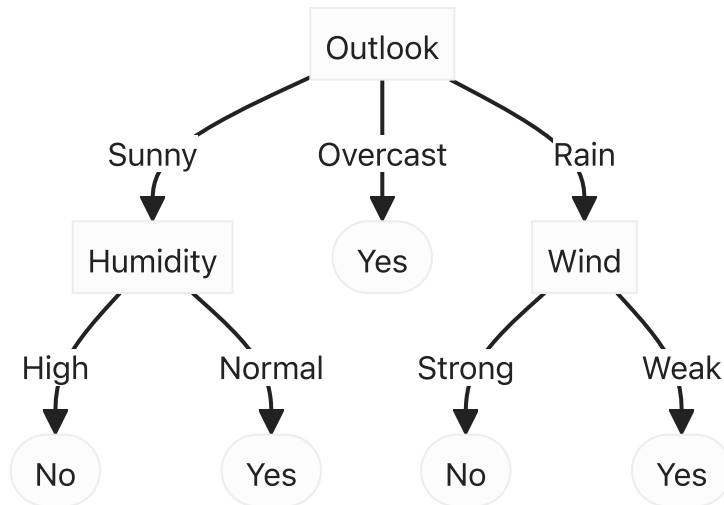 Outlook
Sunny
Overcast
Rain
Humidity
Yes
Wind
High
Normal
Strong
Weak
No
Yes
No
Yes